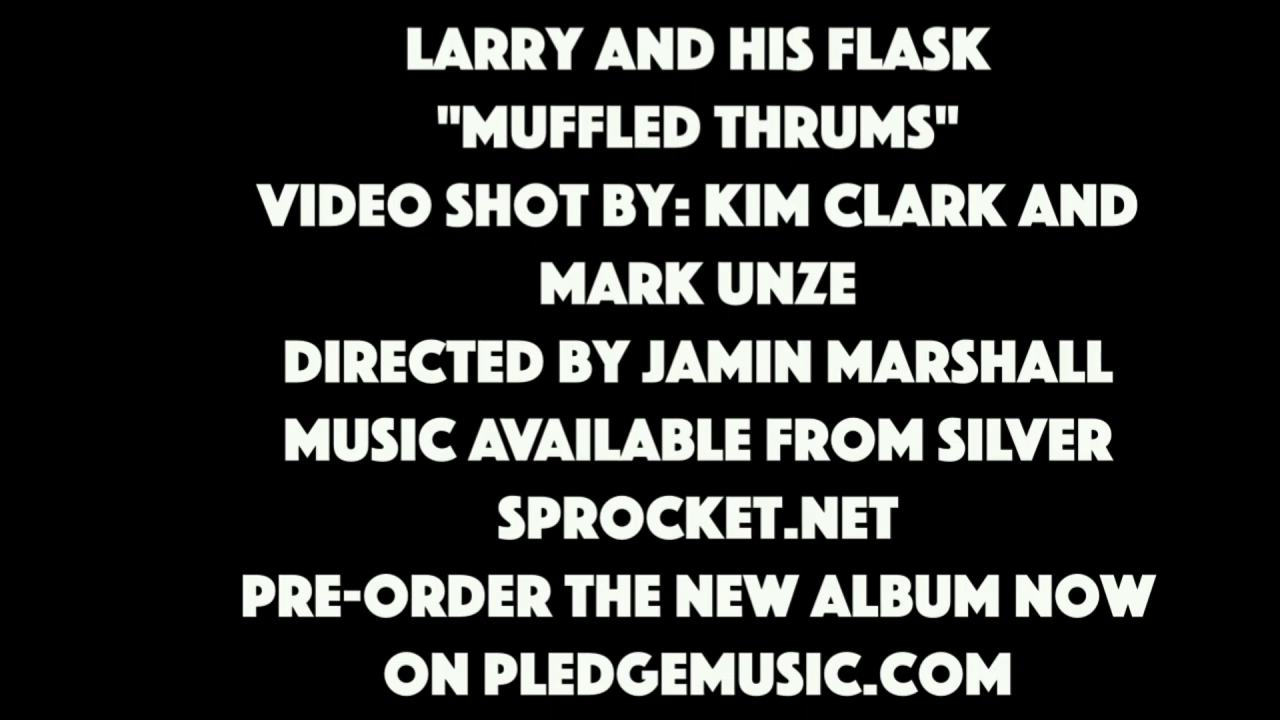 LARRY AND HIS FLASK
"MUFFLED THRUMS"
VIDEO SHOT BY: KIM CLARK AND
MARK UNZE
DIRECTED BY JAMIN MARSHALL
MUSIC AVAILABLE FROM SILVER
SPROCKET.NET
PRE-ORDER THE NEW ALBUM NOW
ON PLEDGEMUSIC.COM